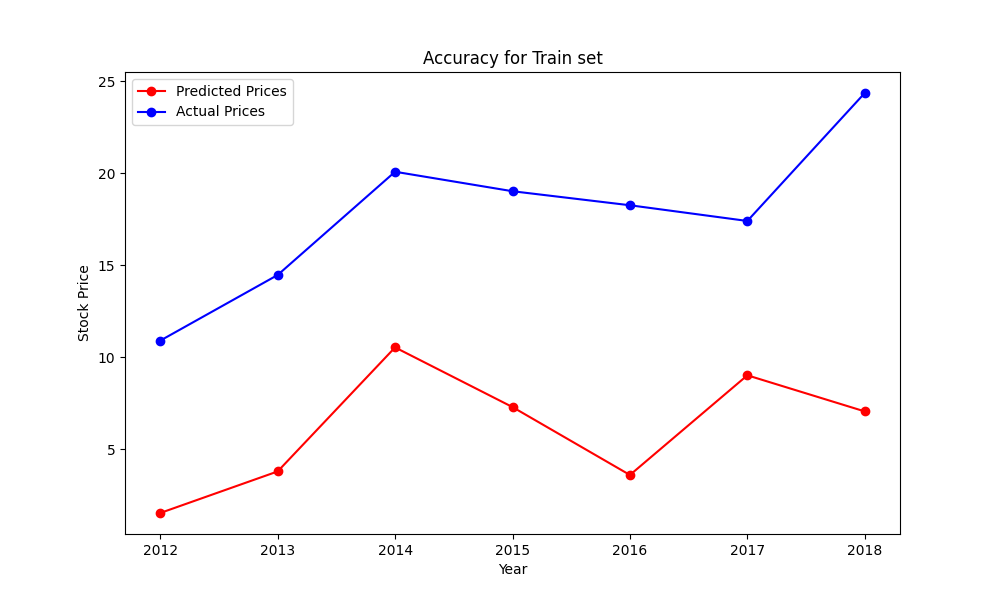 Accuracy for Train set
Predicted Prices
Actual Prices
Stock Price
25
20
15
10
5
2012 2013 2014 2015 2016 2017 2018
Year